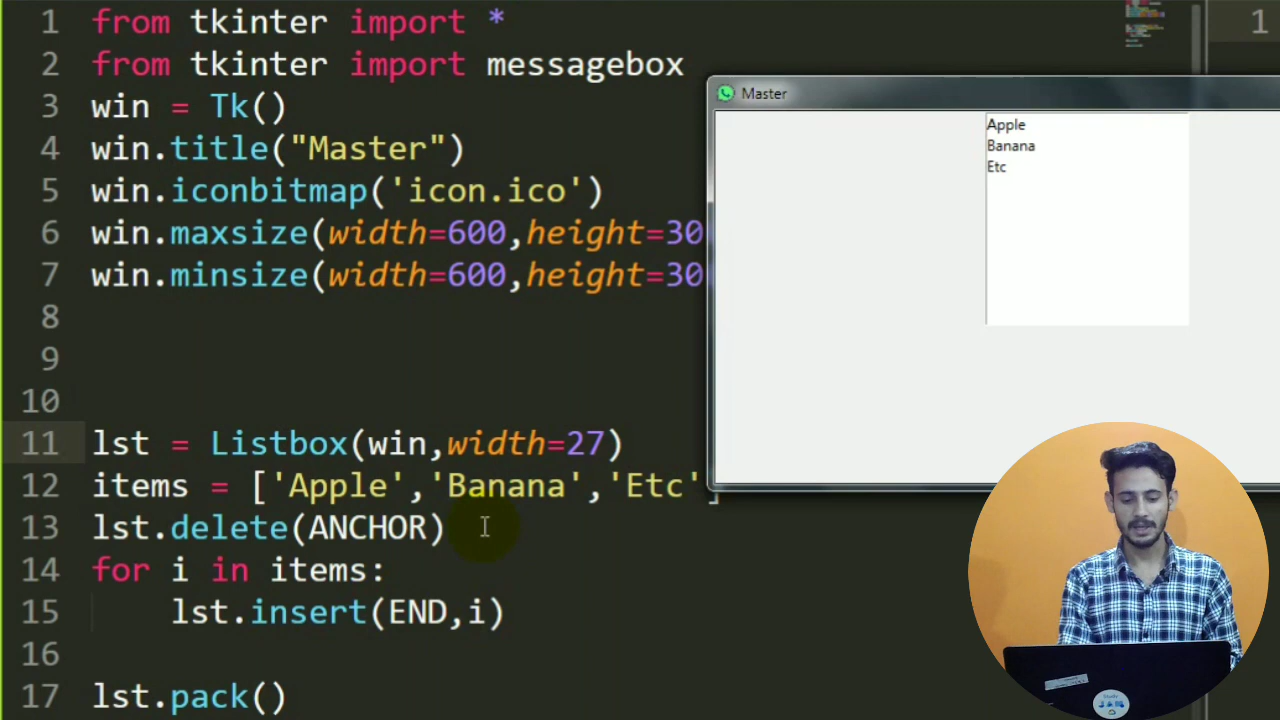 1 from tkinter import *
2 from tkinter import messagebox
3 win = Tk()
4 win.title("Master")
5 win.iconbitmap('icon.ico')
6 win.maxsize(width=600,height=30
7 win.minsize(width=600,height=30
8
9
10
11 lst = Listbox(win,width=27)
12 items = ['Apple','Banana','Etc']
13 lst.delete(ANCHOR)
14 for i in items:
15 lst.insert(END,i)
16
17 lst.pack()
1
Master
Apple
Banana
Etc